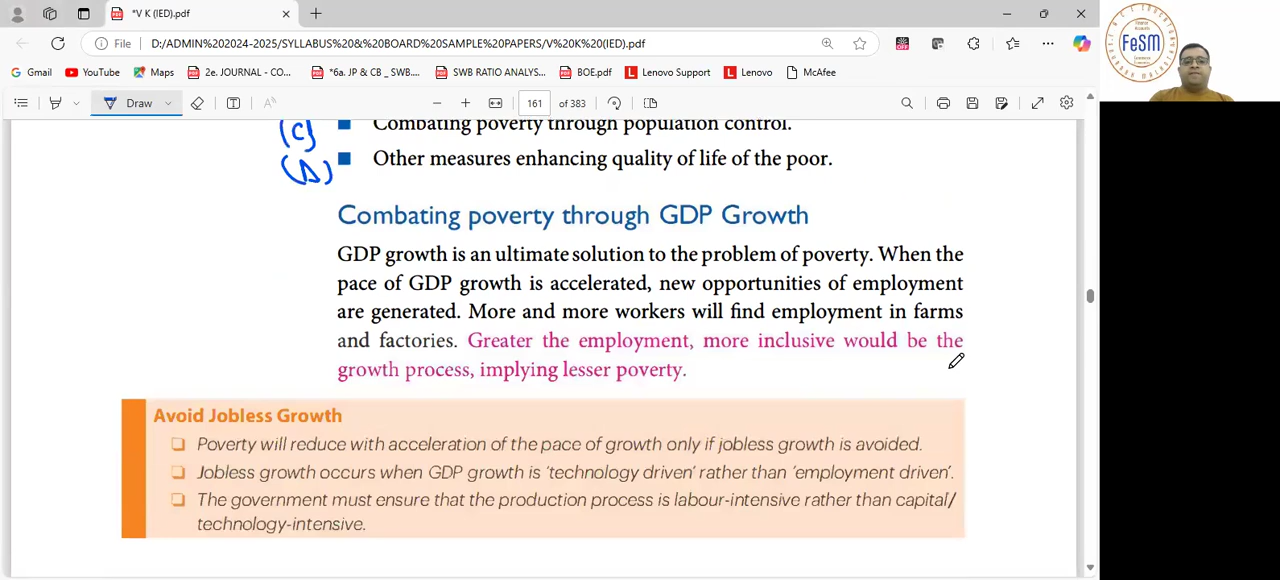 *V K (IED).pdf
File D:/ADMIN%202024-2025/SYLLABUS%20&%20BOARD%20SAMPLE%20PAPERS/V%20K%20(IED).pdf
Gmail YouTube Maps 2e. JOURNAL - CO... *6a. JP & CB _ SWB.... SWB RATIO ANALYS... BOE.pdf Lenovo Support Lenovo McAfee
Draw 161 of 383
(C) Combating poverty through population control.
(D) Other measures enhancing quality of life of the poor.
Combating poverty through GDP Growth
GDP growth is an ultimate solution to the problem of poverty. When the
pace of GDP growth is accelerated, new opportunities of employment
are generated. More and more workers will find employment in farms
and factories. Greater the employment, more inclusive would be the
growth process, implying lesser poverty.
Avoid Jobless Growth
Poverty will reduce with acceleration of the pace of growth only if jobless growth is avoided.
Jobless growth occurs when GDP growth is 'technology driven' rather than 'employment driven'.
The government must ensure that the production process is labour-intensive rather than capital/
technology-intensive.
FeSM